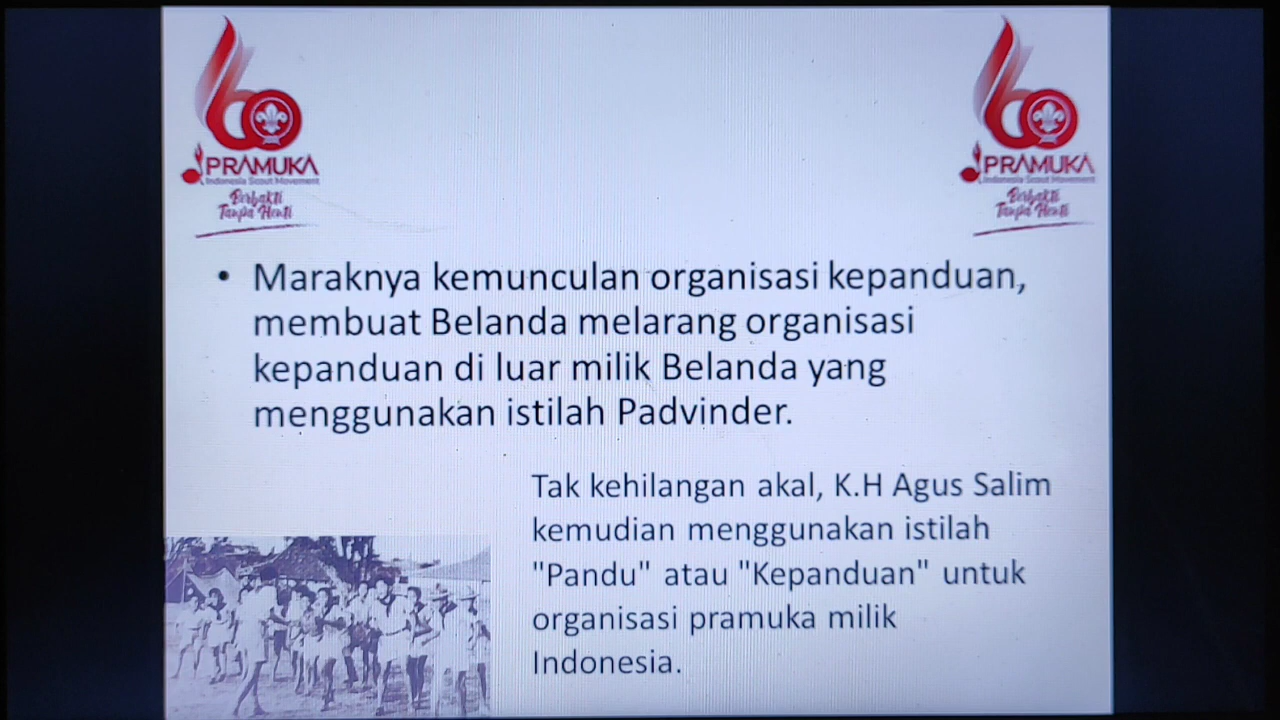 PRAMUKA
Indonesia Scout Movement
Berbakti
Tanpa Henti
PRAMUKA
Indonesia Scout Movement
Berbakti
Tanpa Henti
• Maraknya kemunculan organisasi kepanduan,
membuat Belanda melarang organisasi
kepanduan di luar milik Belanda yang
menggunakan istilah Padvinder.
Tak kehilangan akal, K.H Agus Salim
kemudian menggunakan istilah
"Pandu" atau "Kepanduan" untuk
organisasi pramuka milik
Indonesia.